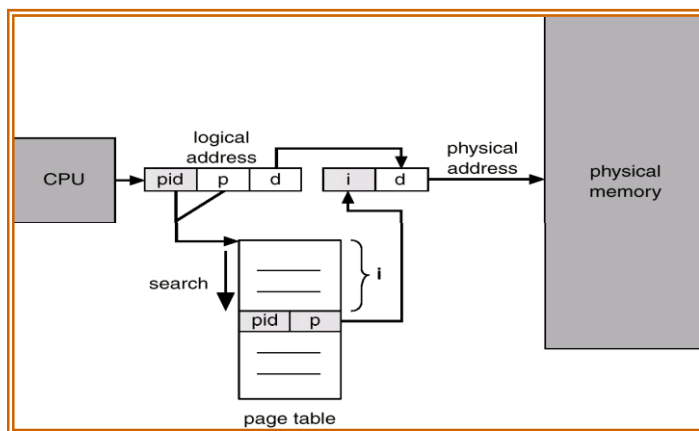 logical
address
physical
address
CPU
pid p d
i d
physical
memory
search
i
pid p
page table